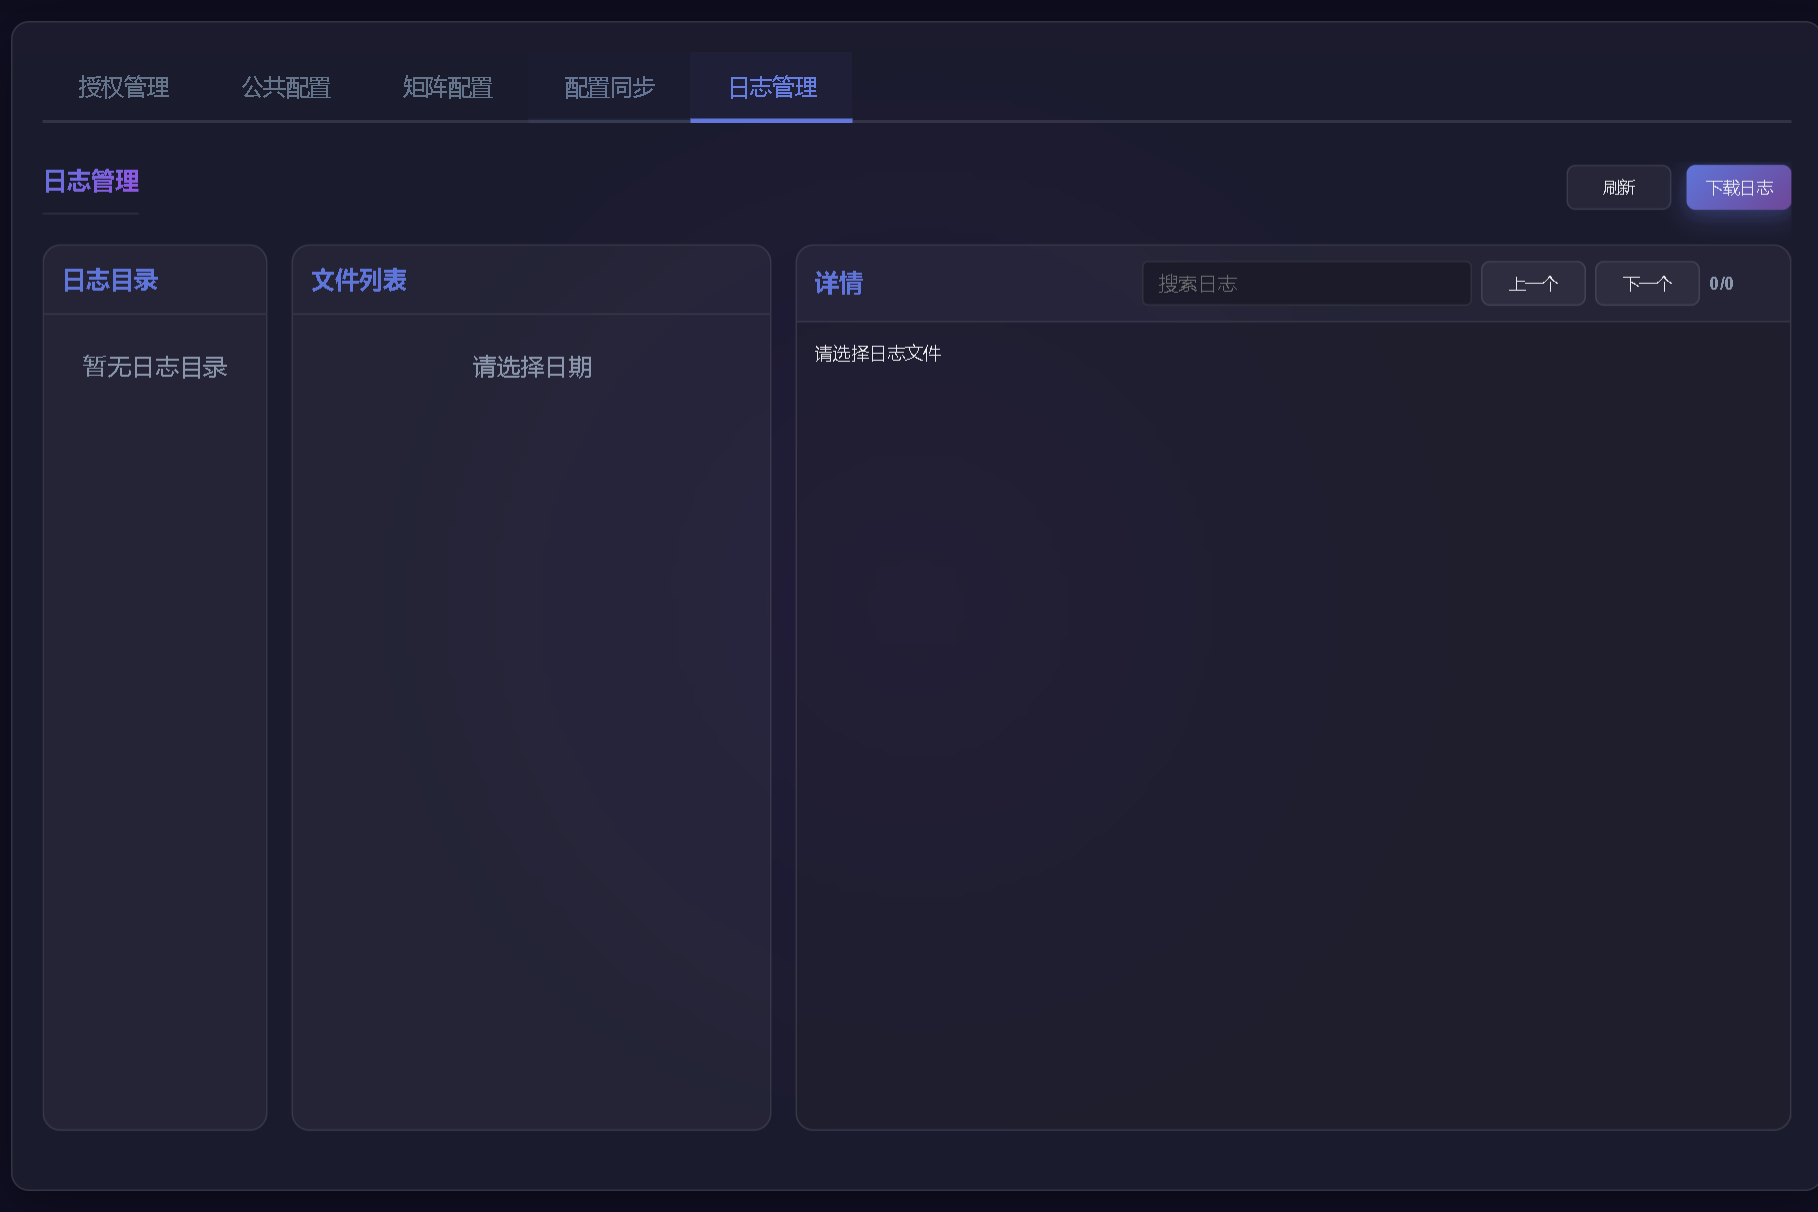 授权管理 公共配置 矩阵配置 配置同步 日志管理
日志管理
刷新 下载日志
日志目录
暂无日志目录
文件列表
请选择日期
详情 搜索日志 上一个 下一个 0/0
请选择日志文件